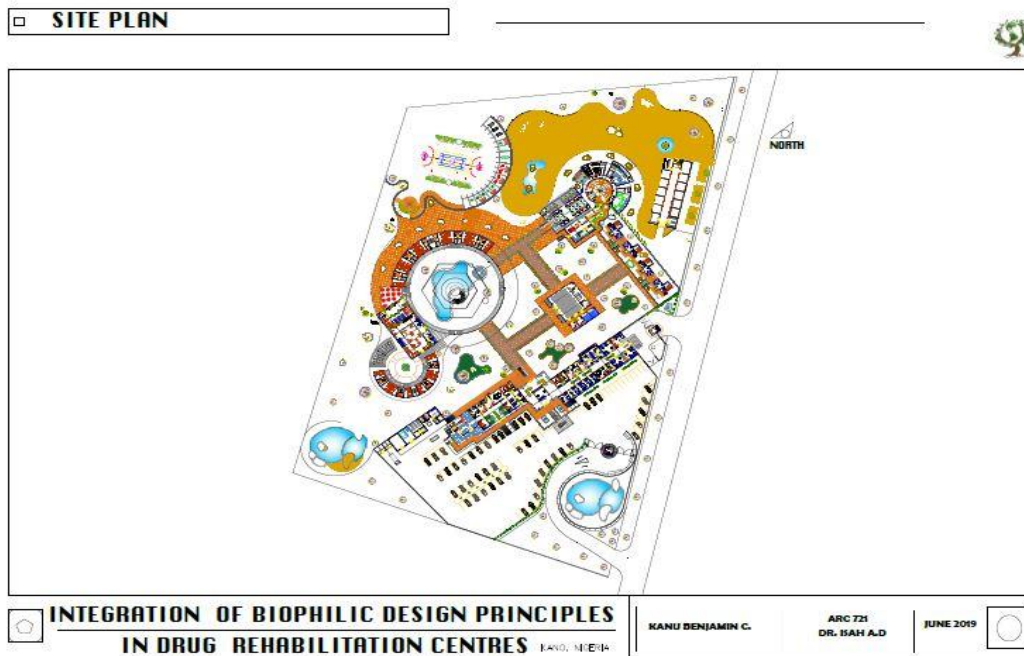 SITE PLAN
NORTH
INTEGRATION OF BIOPHILIC DESIGN PRINCIPLES
IN DRUG REHABILITATION CENTRES KANO, NIGERIA
KANU BENJAMIN C.
ARC 721
DR. ISAH A.D
JUNE 2019